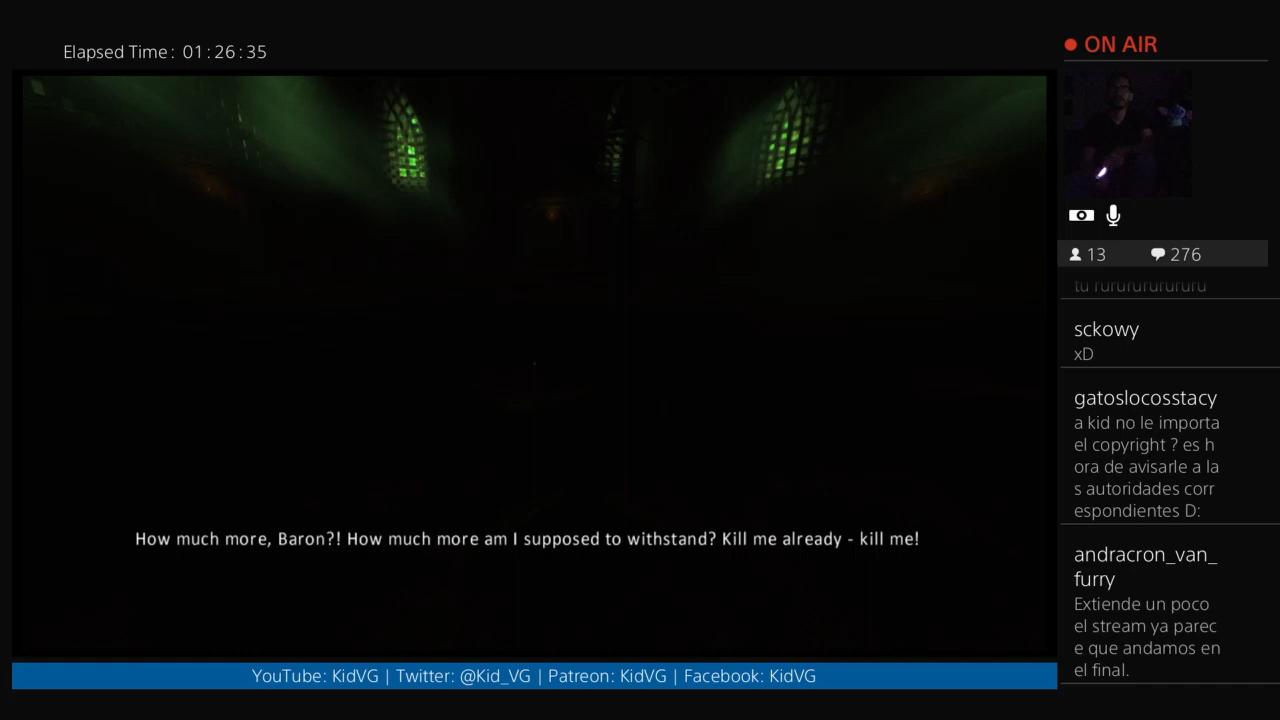 Elapsed Time: 01:26:35
ON AIR
13 276
tu rurururururururu
sckowy
xD
gatoslocosstacy
a kid no le importa
el copyright ? es h
ora de avisarle a la
s autoridades corr
espondientes D:
andracron_van_
furry
Extiende un poco
el stream ya parec
e que andamos en
el final.
How much more, Baron?! How much more am I supposed to withstand? Kill me already - kill me!
YouTube: KidVG | Twitter: @Kid_VG | Patreon: KidVG | Facebook: KidVG